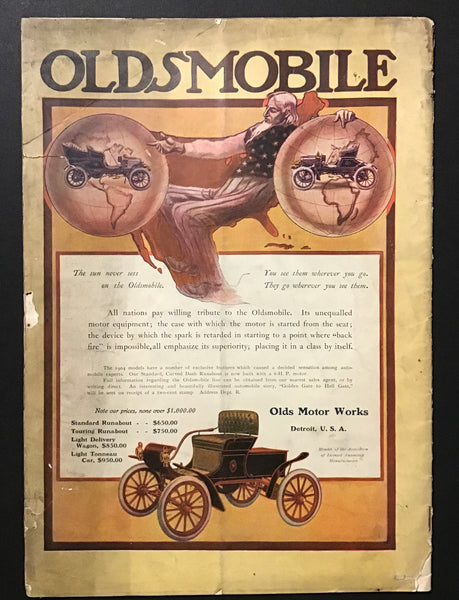 OLDSMOBILE
The sun never sets
on the Oldsmobile.
You see them wherever you go.
They go wherever you see them.
All nations pay willing tribute to the Oldsmobile. Its unequalled
motor equipment; the ease with which the motor is started from the seat;
the device by which the spark is retarded in starting to a point where "back
fire" is impossible, all emphasize its superiority; placing it in a class by itself.
The 1904 models have a number of exclusive features which caused a decided sensation among auto-
mobile experts. Our Standard, Curved Dash Runabout is now built with a H. P. motor.
Full information regarding the Oldsmobile line can be obtained from our nearest sales agent, or by
writing direct. An interesting and beautifully illustrated automobile story, "Golden Gate to Hell Gate,"
will be sent on receipt of a two-cent stamp. Address Dept. R.
Note our prices, none over $1,000.00
Standard Runabout - - $650.00
Touring Runabout - - $750.00
Light Delivery
Wagon, $850.00
Light Tonneau
Car, $950.00
Olds Motor Works
Detroit, U. S. A.
Member of the Association
of Licensed Automobile
Manufacturers